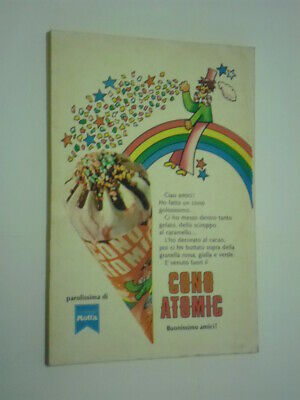 Ciao amici!
Ho fatto un cono
golosissimo.
Ci ho messo dentro tanto
gelato, dello sciroppo
al caramello...
L'ho decorato al cacao,
poi ci ho buttato sopra della
granella rossa, gialla e verde.
E' venuto fuori il
CONO
ATOMIC
Buonissimo amici!
parolissima di
Motta